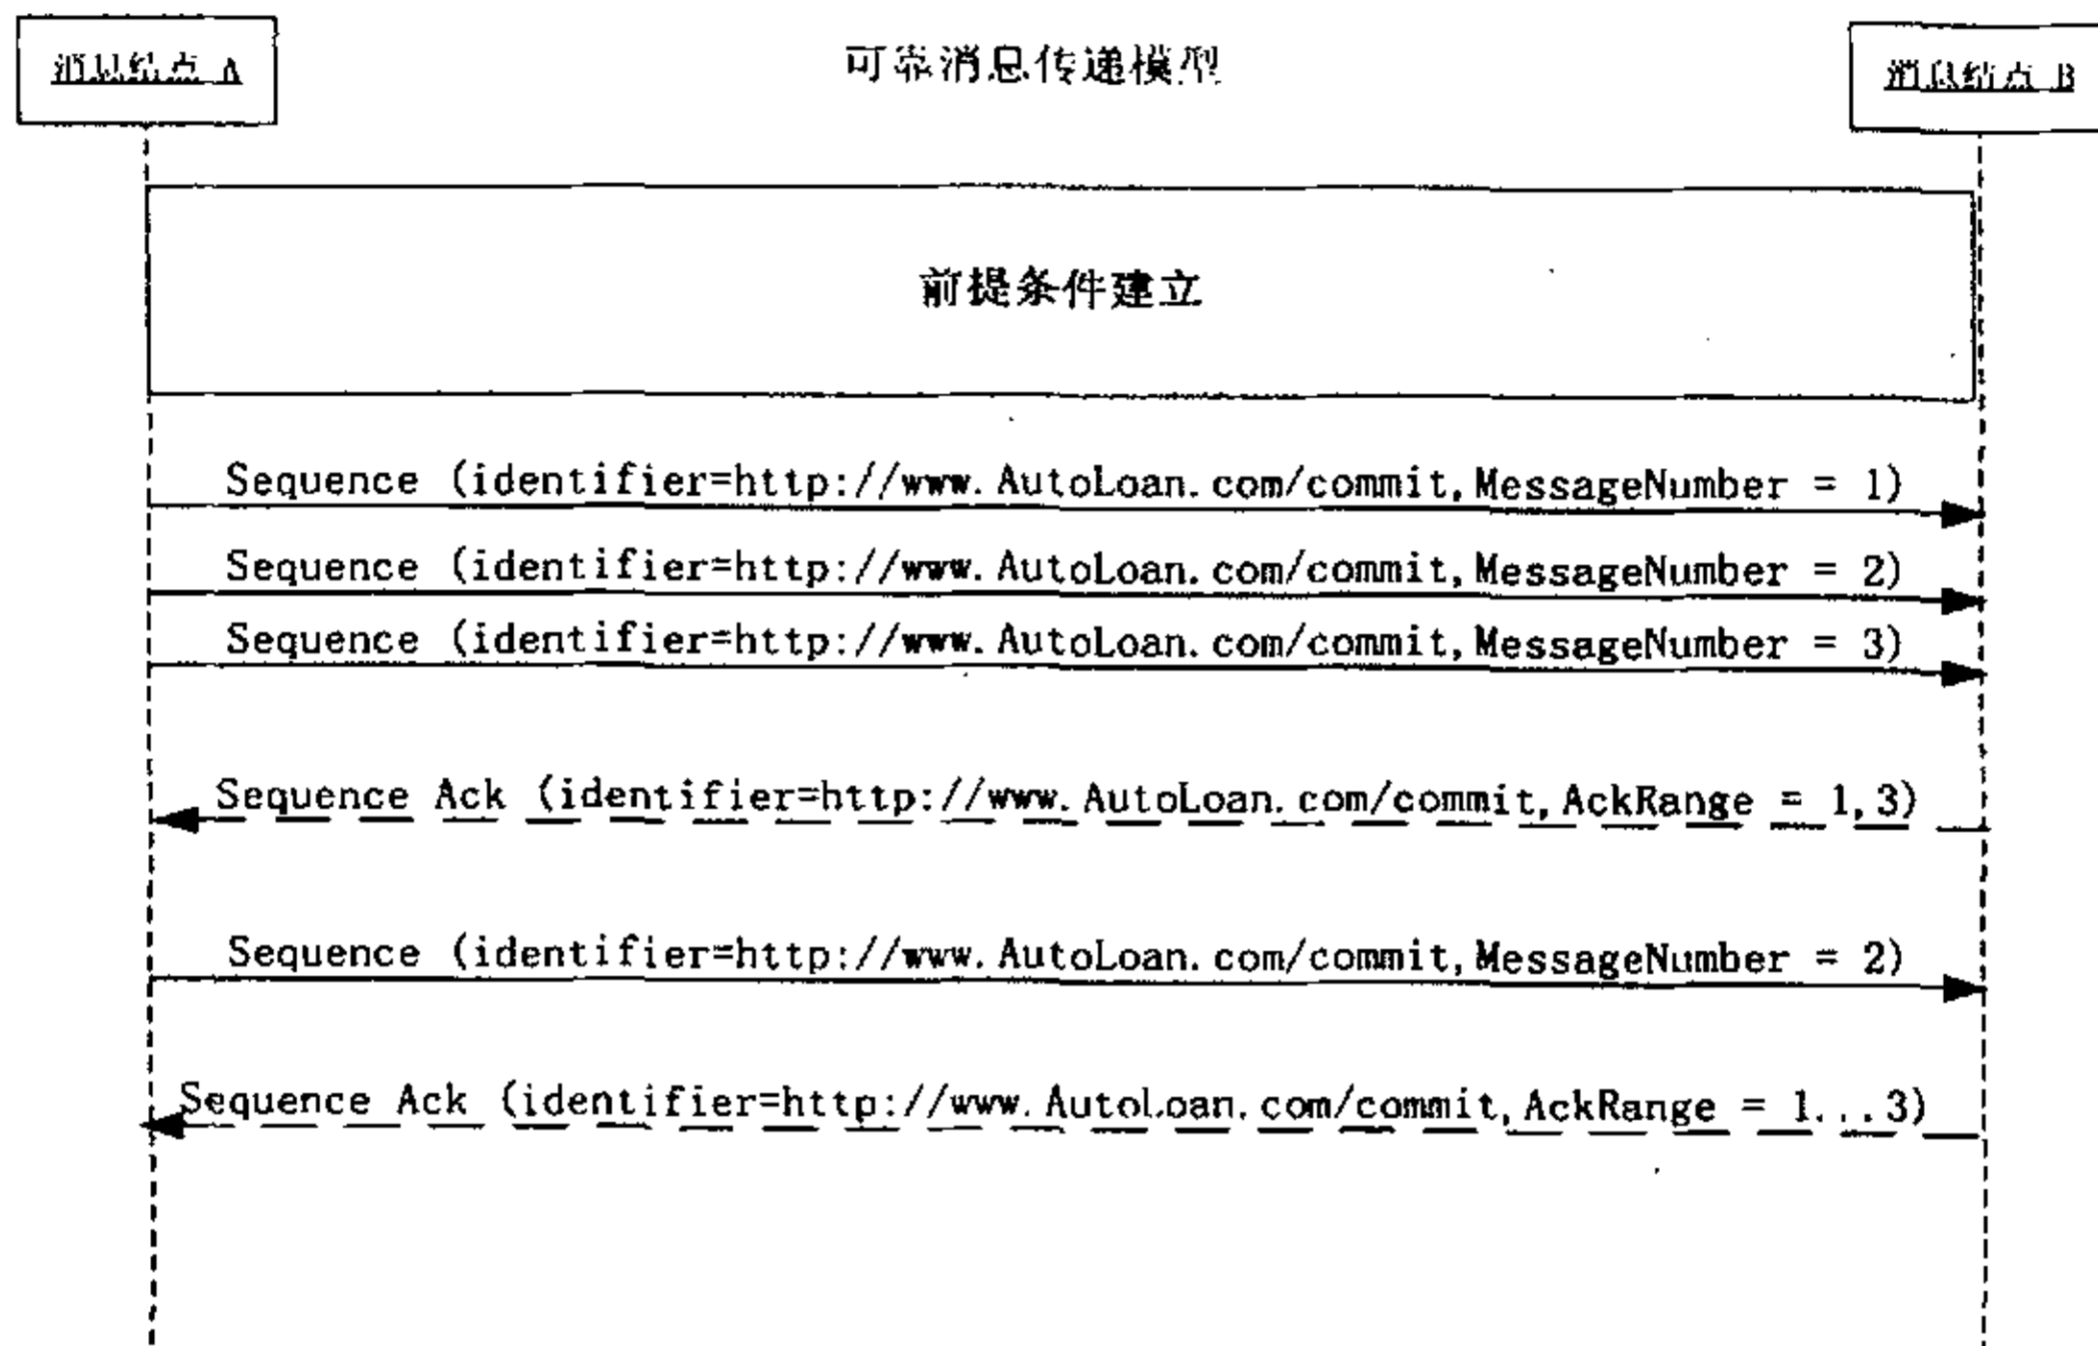 消息结点 A
可靠消息传递模型
消息结点 B
前提条件建立
Sequence (identifier=http://www.AutoLoan.com/commit,MessageNumber = 1)
Sequence (identifier=http://www.AutoLoan.com/commit,MessageNumber = 2)
Sequence (identifier=http://www.AutoLoan.com/commit,MessageNumber = 3)
Sequence Ack (identifier=http://www.AutoLoan.com/commit,AckRange = 1,3)
Sequence (identifier=http://www.AutoLoan.com/commit,MessageNumber = 2)
Sequence Ack (identifier=http://www.AutoLoan.com/commit,AckRange = 1...3)